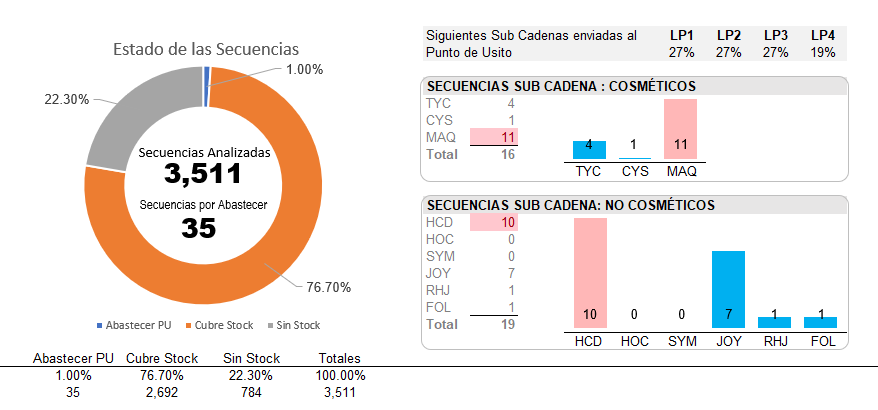 Estado de las Secuencias
1.00%
22.30%
76.70%
Secuencias Analizadas
3,511
Secuencias por Abastecer
35
Abastecer PU Cubre Stock Sin Stock
Abastecer PU Cubre Stock Sin Stock Totales
1.00% 76.70% 22.30% 100.00%
35 2,692 784 3,511
Siguientes Sub Cadenas enviadas al LP1 LP2 LP3 LP4
Punto de Usito 27% 27% 27% 19%
SECUENCIAS SUB CADENA : COSMÉTICOS
TYC 4
CYS 1
MAQ 11
Total 16
4 1 11
TYC CYS MAQ
SECUENCIAS SUB CADENA: NO COSMÉTICOS
HCD 10
HOC 0
SYM 0
JOY 7
RHJ 1
FOL 1
Total 19
10 0 0 7 1 1
HCD HOC SYM JOY RHJ FOL